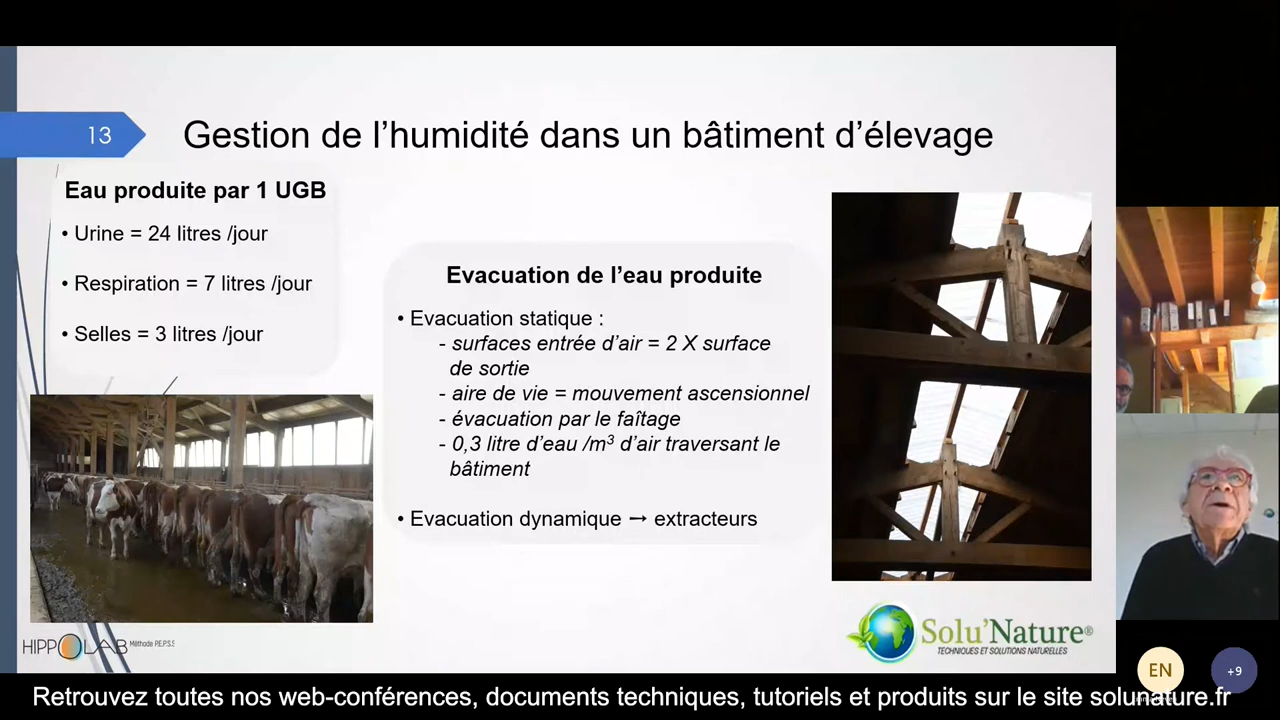 13
Gestion de l’humidité dans un bâtiment d’élevage
Eau produite par 1 UGB
• Urine = 24 litres /jour
• Respiration = 7 litres /jour
• Selles = 3 litres /jour
Evacuation de l’eau produite
• Evacuation statique :
- surfaces entrée d’air = 2 X surface
de sortie
- aire de vie = mouvement ascensionnel
- évacuation par le faîtage
- 0,3 litre d’eau /m³ d’air traversant le
bâtiment
• Evacuation dynamique → extracteurs
HIPPOLAB Méthode P.E.P.S.S
Solu’Nature®
TECHNIQUES ET SOLUTIONS NATURELLES
EN
+9
Retrouvez toutes nos web-conférences, documents techniques, tutoriels et produits sur le site solunature.fr